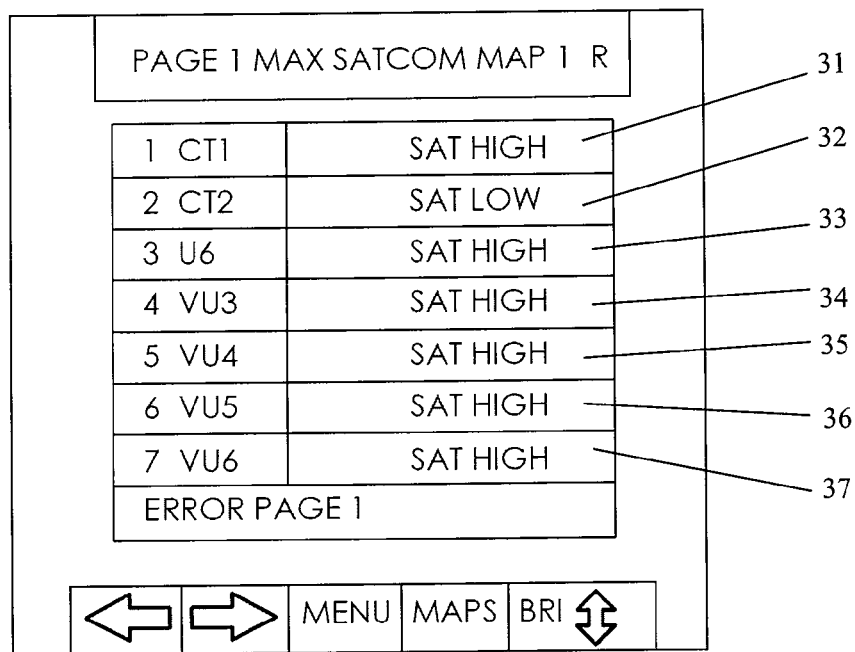 PAGE 1 MAX SATCOM MAP 1 R
1 CT1 SAT HIGH 31
2 CT2 SAT LOW 32
3 U6 SAT HIGH 33
4 VU3 SAT HIGH 34
5 VU4 SAT HIGH 35
6 VU5 SAT HIGH 36
7 VU6 SAT HIGH 37
ERROR PAGE 1
MENU MAPS BRI